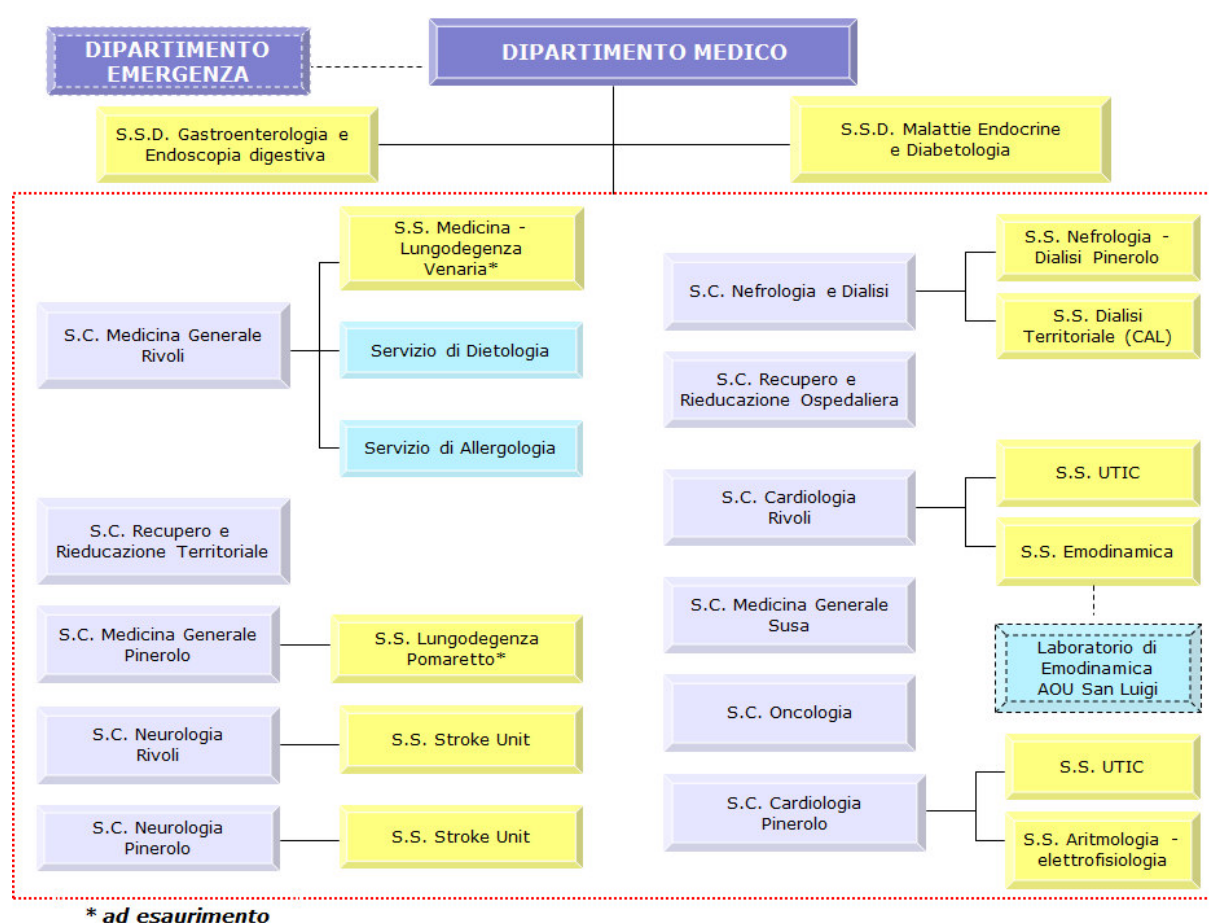 DIPARTIMENTO
EMERGENZA
DIPARTIMENTO MEDICO
S.S.D. Gastroenterologia e
Endoscopia digestiva
S.S.D. Malattie Endocrine
e Diabetologia
S.C. Medicina Generale
Rivoli
S.S. Medicina -
Lungodegenza
Venaria*
Servizio di Dietologia
Servizio di Allergologia
S.C. Recupero e
Rieducazione Territoriale
S.C. Medicina Generale
Pinerolo
S.S. Lungodegenza
Pomaretto*
S.C. Neurologia
Rivoli
S.S. Stroke Unit
S.C. Neurologia
Pinerolo
S.S. Stroke Unit
S.C. Nefrologia e Dialisi
S.S. Nefrologia -
Dialisi Pinerolo
S.S. Dialisi
Territoriale (CAL)
S.C. Recupero e
Rieducazione Ospedaliera
S.C. Cardiologia
Rivoli
S.S. UTIC
S.S. Emodinamica
Laboratorio di
Emodinamica
AOU San Luigi
S.C. Medicina Generale
Susa
S.C. Oncologia
S.C. Cardiologia
Pinerolo
S.S. UTIC
S.S. Aritmologia -
elettrofisiologia
* ad esaurimento